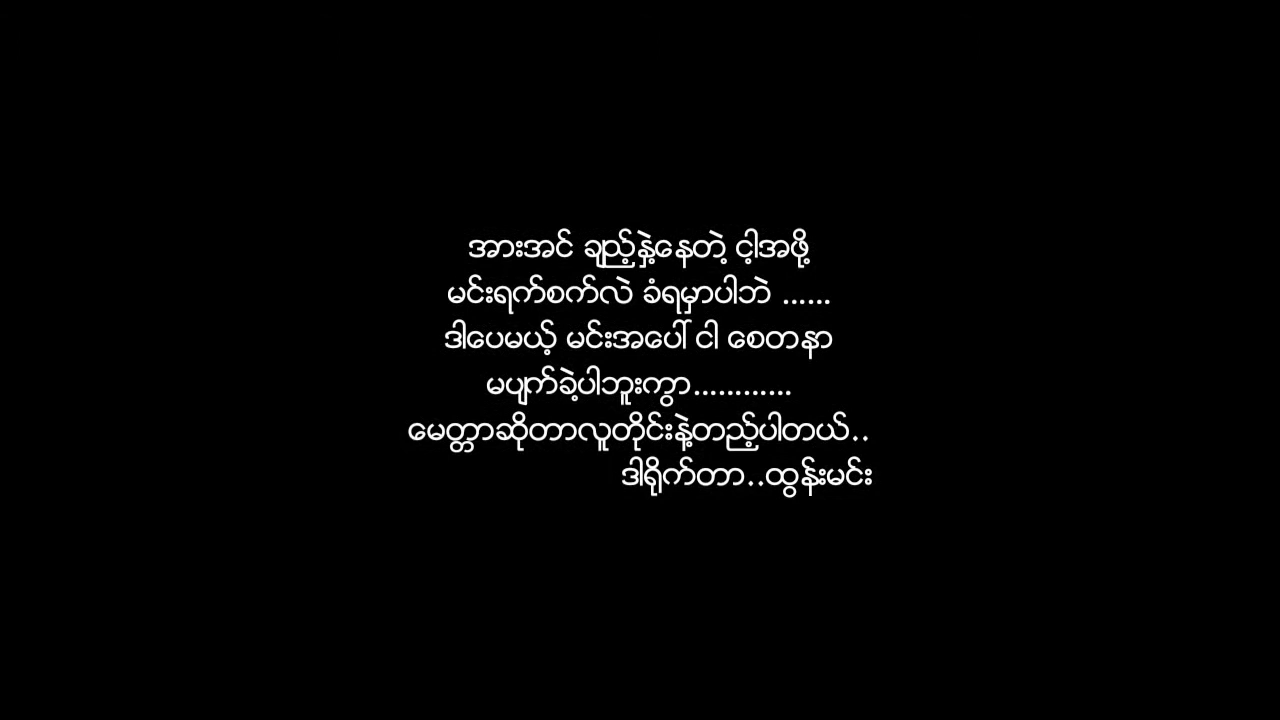 အားအင် ချည့်နှဲ့နေတဲ့ ငါ့အဖို့
မင်းရက်စက်လဲ ခံရမှာပါဘဲ ......
ဒါပေမယ့် မင်းအပေါ် ငါ စေတနာ
မပျက်ခဲ့ပါဘူးကွာ............
မေတ္တာဆိုတာလူတိုင်းနဲ့တည့်ပါတယ်..
ဒါရိုက်တာ..ထွန်းမင်း